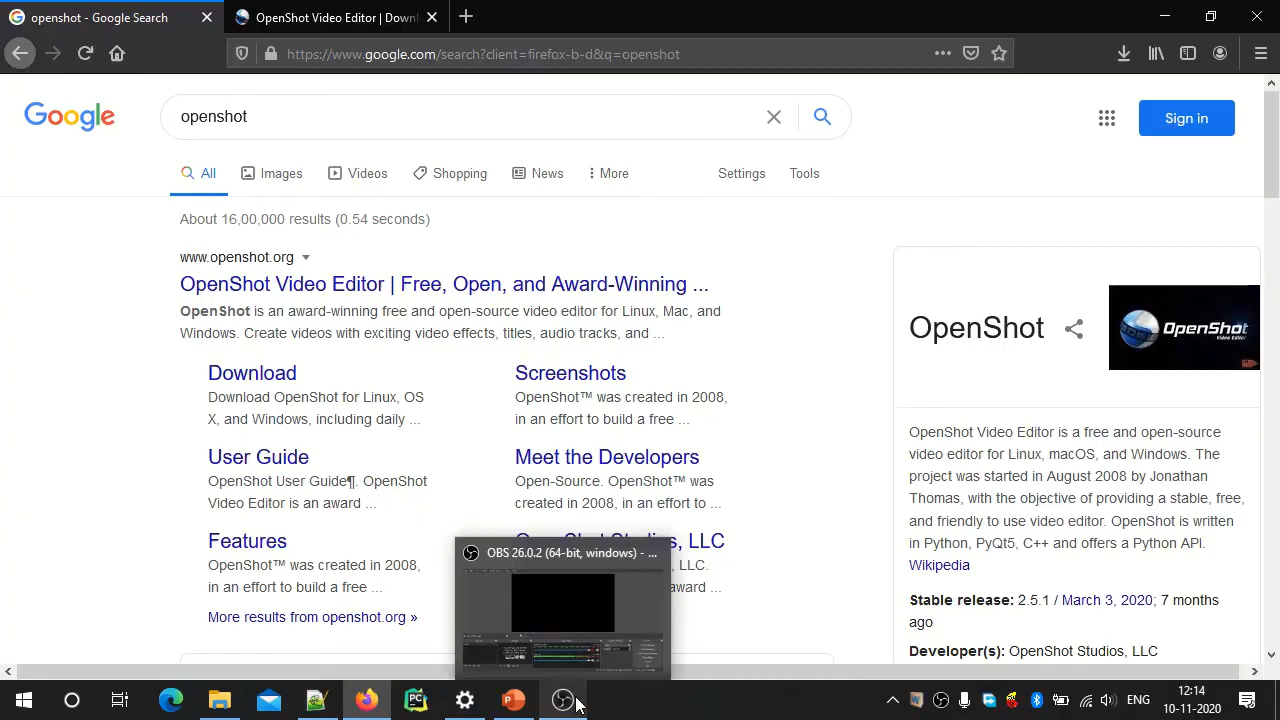 openshot - Google Search
OpenShot Video Editor | Downl
https://www.google.com/search?client=firefox-b-d&q=openshot
Google
openshot
Sign in
All
Images
Videos
Shopping
News
More
Settings
Tools
About 16,00,000 results (0.54 seconds)
www.openshot.org
OpenShot Video Editor | Free, Open, and Award-Winning ...
OpenShot is an award-winning free and open-source video editor for Linux, Mac, and
Windows. Create videos with exciting video effects, titles, audio tracks, and ...
Download
Download OpenShot for Linux, OS
X, and Windows, including daily ...
Screenshots
OpenShot™ was created in 2008,
in an effort to build a free ...
User Guide
OpenShot User Guide¶. OpenShot
Video Editor is an award ...
Meet the Developers
Open-Source. OpenShot™ was
created in 2008, in an effort to ...
Features
OpenShot™ was created in 2008,
in an effort to build a free ...
OpenShot Studios, LLC
LLC.
award ...
More results from openshot.org »
OBS 26.0.2 (64-bit, windows) - ...
OpenShot
OpenShot
Video Editor
OpenShot Video Editor is a free and open-source
video editor for Linux, macOS, and Windows. The
project was started in August 2008 by Jonathan
Thomas, with the objective of providing a stable, free,
and friendly to use video editor. OpenShot is written
in Python, PyQt5, C++ and offers a Python API.
Wikipedia
Stable release: 2.5.1 / March 3, 2020; 7 months
ago
Developer(s): OpenShot Studios, LLC
ENG
12:14
10-11-2020